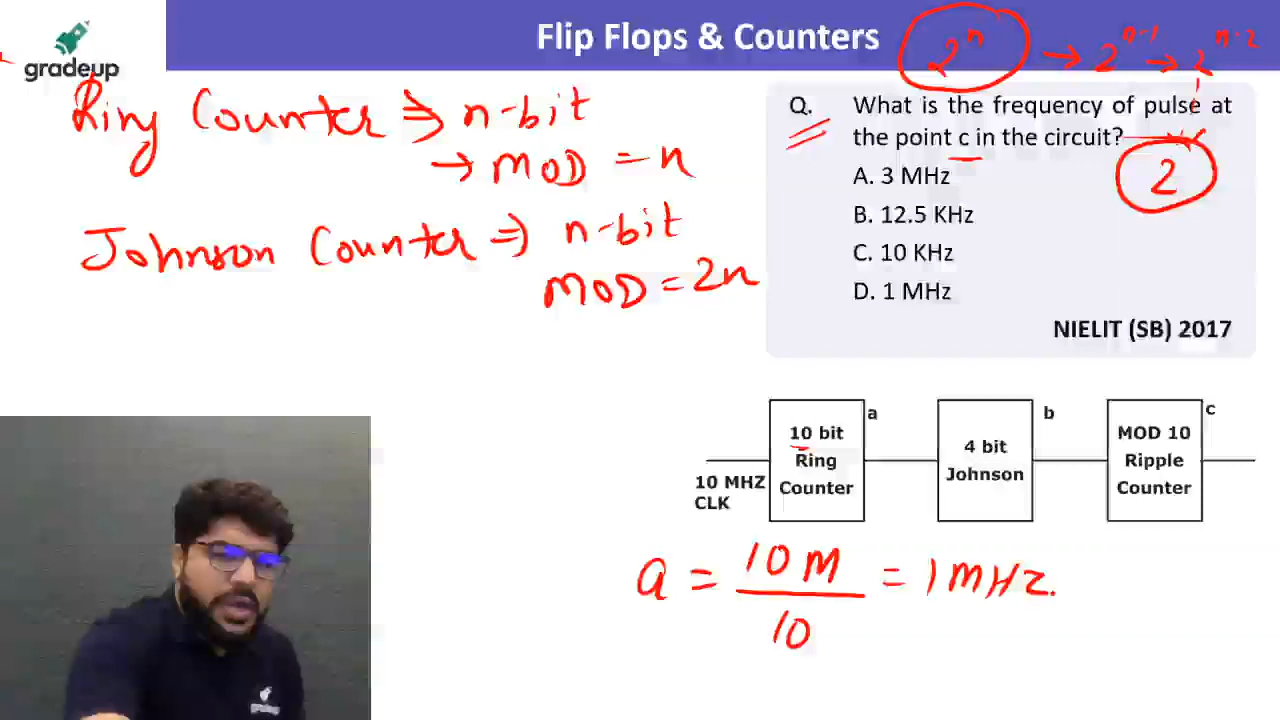 gradeup
Flip Flops & Counters
2^n → 2^n-1 → 2^n-2
2
Ring Counter ⇒ n-bit
→ MOD = n
Johnson Counter ⇒ n-bit
MOD = 2n
Q. What is the frequency of pulse at
the point c in the circuit?
A. 3 MHz
B. 12.5 KHz
C. 10 KHz
D. 1 MHz
NIELIT (SB) 2017
10 MHZ
CLK
10 bit
Ring
Counter
a
4 bit
Johnson
b
MOD 10
Ripple
Counter
c
a = 10 M / 10 = 1 MHz.